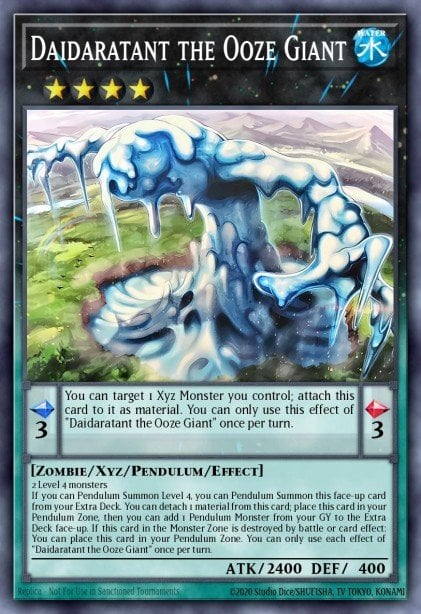 DAIDARATANT THE OOZE GIANT
WATER
水
You can target 1 Xyz Monster you control; attach this
card to it as material. You can only use this effect of
"Daidaratant the Ooze Giant" once per turn.
3
3
[ZOMBIE/XYZ/PENDULUM/EFFECT]
2 Level 4 monsters
If you can Pendulum Summon Level 4, you can Pendulum Summon this face-up card
from your Extra Deck. You can detach 1 material from this card; place this card in your
Pendulum Zone, then you can add 1 Pendulum Monster from your GY to the Extra
Deck face-up. If this card in the Monster Zone is destroyed by battle or card effect:
You can place this card in your Pendulum Zone. You can only use each effect of
"Daidaratant the Ooze Giant" once per turn.
ATK/2400 DEF/ 400
Replica - Not For Use in Sanctioned Tournaments
©2020 Studio Dice/SHUEISHA, TV TOKYO, KONAMI